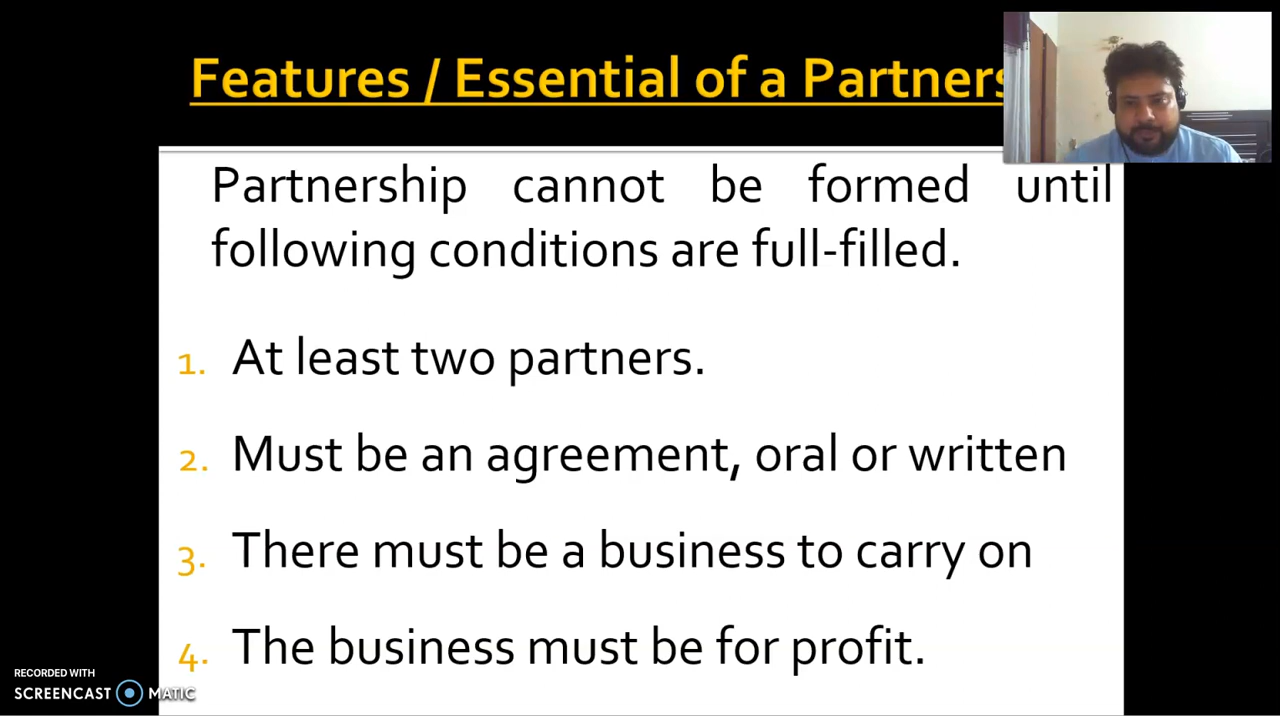 Features / Essential of a Partners
Partnership cannot be formed until
following conditions are full-filled.
1. At least two partners.
2. Must be an agreement, oral or written
3. There must be a business to carry on
4. The business must be for profit.
RECORDED WITH
SCREENCAST MATIC